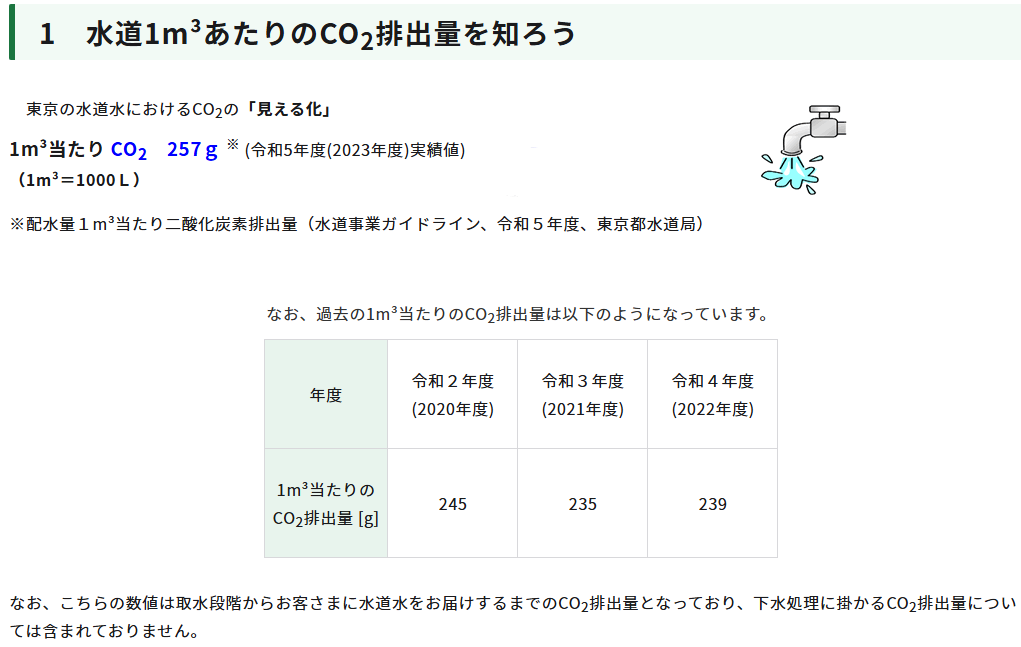 1　水道1m³あたりのCO₂排出量を知ろう
東京の水道水におけるCO₂の「見える化」
1m³当たり CO₂　257ｇ ※ (令和5年度(2023年度)実績値)
（1m³＝1000Ｌ）
※配水量１m³当たり二酸化炭素排出量（水道事業ガイドライン、令和５年度、東京都水道局）
なお、過去の1m³当たりのCO₂排出量は以下のようになっています。
年度
令和２年度
(2020年度)
令和３年度
(2021年度)
令和４年度
(2022年度)
1m³当たりの
CO₂排出量 [g]
245
235
239
なお、こちらの数値は取水段階からお客さまに水道水をお届けするまでのCO₂排出量となっており、下水処理に掛かるCO₂排出量につい
ては含まれておりません。